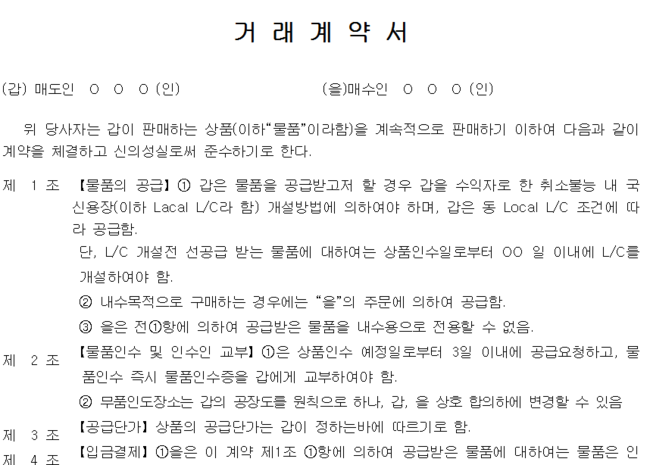 거 래 계 약 서
(갑) 매도인 O O O (인) (을)매수인 O O O (인)
위 당사자는 갑이 판매하는 상품(이하"물품"이라함)을 계속적으로 판매하기 이하여 다음과 같이
계약을 체결하고 신의성실로써 준수하기로 한다.
제 1 조 【물품의 공급】 ① 갑은 물품을 공급받고저 할 경우 갑을 수익자로 한 취소불능 내 국
신용장(이하 Lacal L/C라 함) 개설방법에 의하여야 하며, 갑은 동 Local L/C 조건에 따
라 공급함.
단, L/C 개설전 선공급 받는 물품에 대하여는 상품인수일로부터 OO 일 이내에 L/C를
개설하여야 함.
② 내수목적으로 구매하는 경우에는 "을"의 주문에 의하여 공급함.
③ 을은 전①항에 의하여 공급받은 물품을 내수용으로 전용할 수 없음.
제 2 조 【물품인수 및 인수인 교부】 ①은 상품인수 예정일로부터 3일 이내에 공급요청하고, 물
품인수 즉시 물품인수증을 갑에게 교부하여야 함.
② 무품인도장소는 갑의 공장도를 원칙으로 하나, 갑, 을 상호 합의하에 변경할 수 있음
제 3 조 【공급단가】 상품의 공급단가는 갑이 정하는바에 따르기로 함.
제 4 조 【입금결제】 ①을은 이 계약 제1조 ①항에 의하여 공급받은 물품에 대하여는 물품은 인